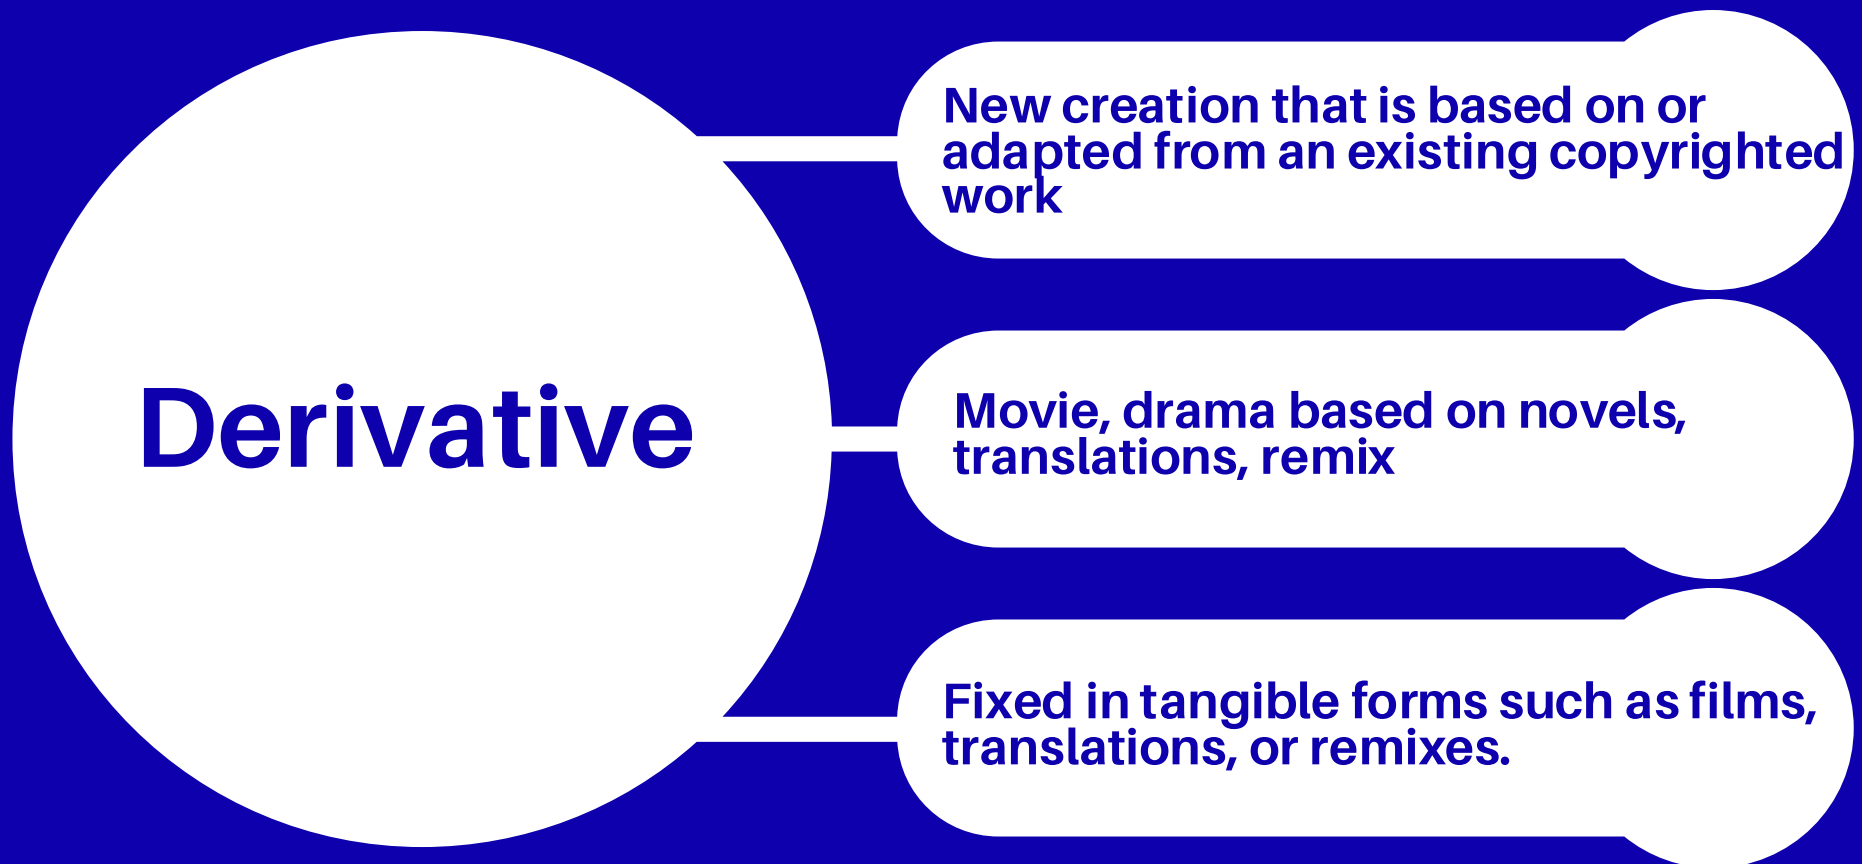 Derivative
New creation that is based on or
adapted from an existing copyrighted
work
Movie, drama based on novels,
translations, remix
Fixed in tangible forms such as films,
translations, or remixes.